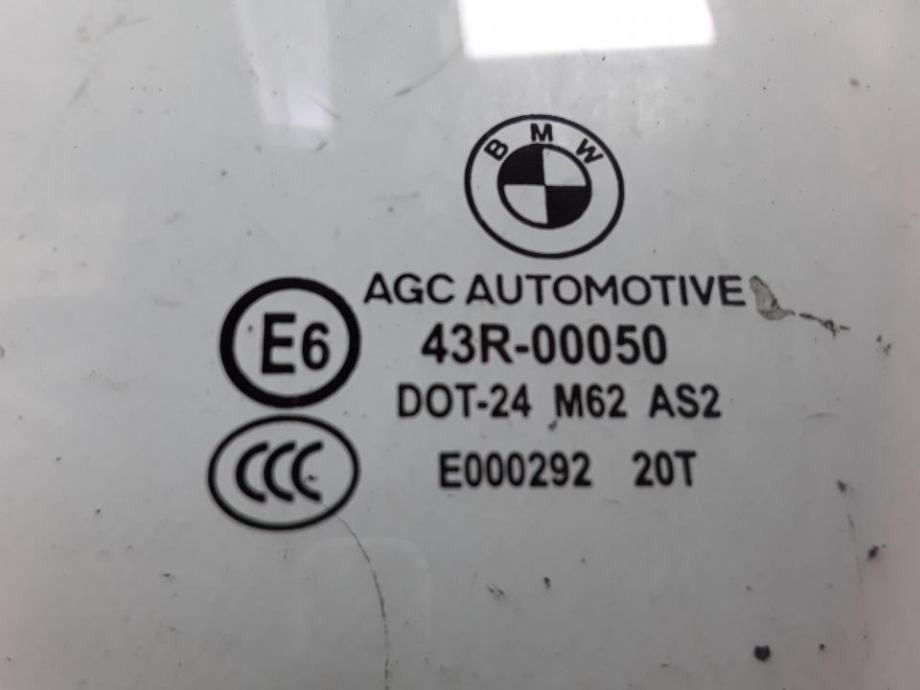 BMW
AGC AUTOMOTIVE
E6
43R-00050
DOT-24 M62 AS2
CCC
E000292 20T